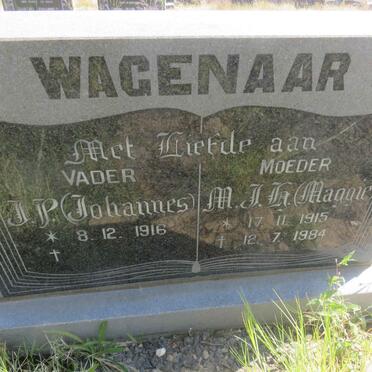 WAGENAAR
Met Liefde aan
VADER MOEDER
J.P. (Johannes) M.J.H. (Maggie)
* 8.12.1916 * 17.11.1915
† † 12.7.1984